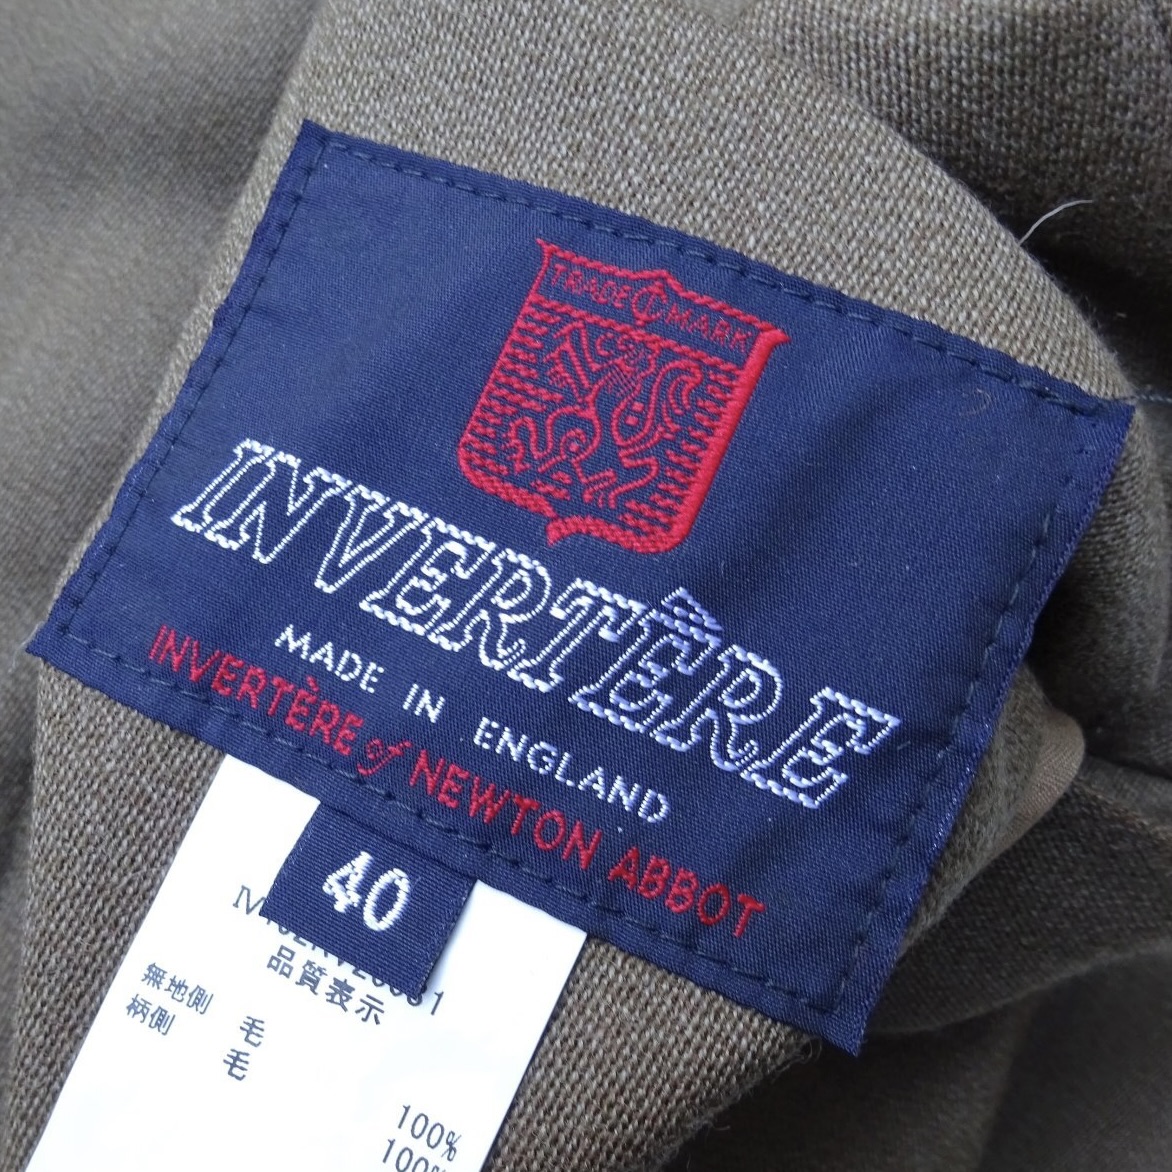 TRADE MARK
INVERTÈRE
MADE IN ENGLAND
INVERTÈRE of NEWTON ABBOT
40
品質表示
無地側 毛 100%
柄側 毛 100%